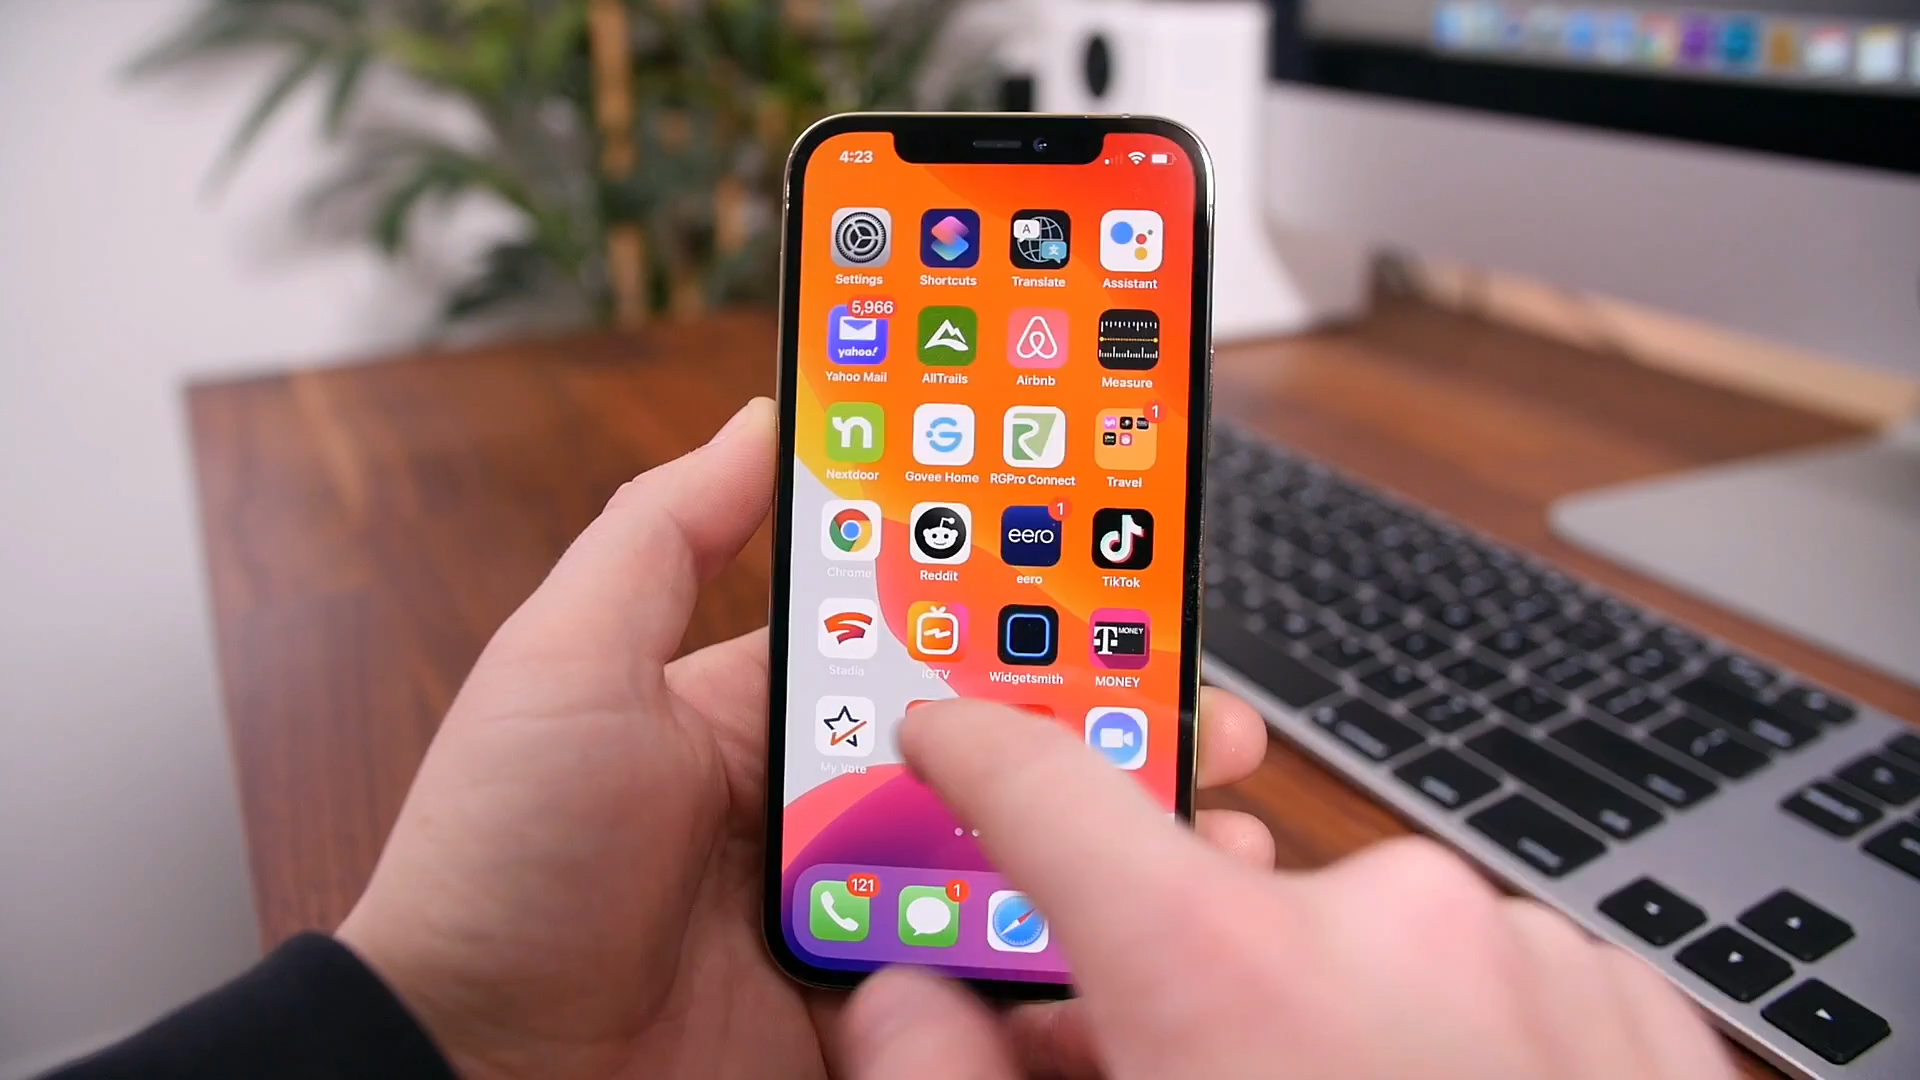 4:23
A 文
Settings Shortcuts Translate Assistant
5,966
yahoo!
Yahoo Mail AllTrails Airbnb Measure
1
Nextdoor Govee Home RGPro Connect Travel
1
eero
Chrome Reddit eero TikTok
T MONEY
Stadia IGTV Widgetsmith MONEY
My Vote
121 1